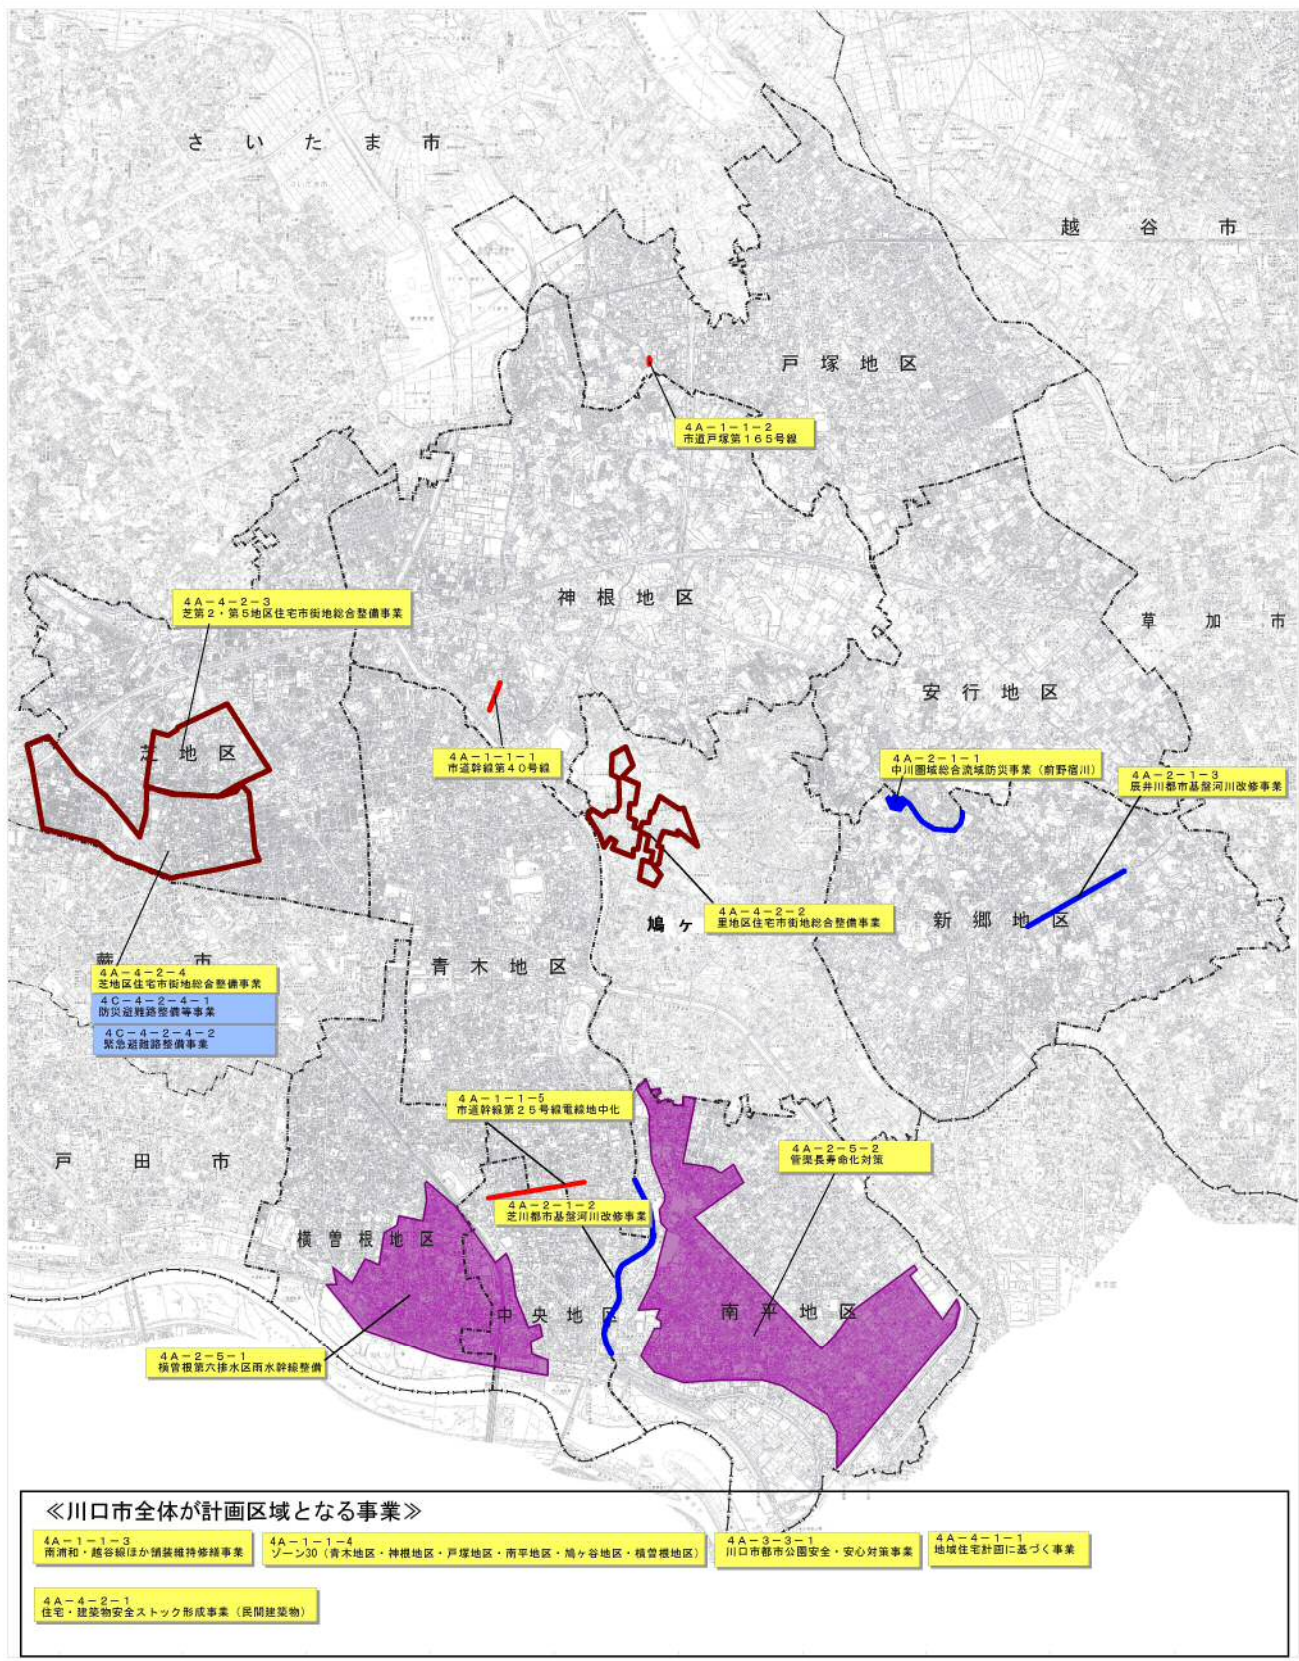 さいたま市
越谷市
戸塚地区
4A-1-1-2
市道戸塚第165号線
神根地区
4A-4-2-3
芝第2・第5地区住宅市街地総合整備事業
草加市
安行地区
芝地区
4A-1-1-1
市道幹線第40号線
4A-2-1-1
中川圏域総合流域防災事業(前野宿川)
4A-2-1-3
辰井川都市基盤河川改修事業
4A-4-2-2
里地区住宅市街地総合整備事業
鳩ヶ
新郷地区
蕨市
青木地区
4A-4-2-4
芝地区住宅市街地総合整備事業
4C-4-2-4-1
防災避難路整備等事業
4C-4-2-4-2
緊急避難路整備事業
4A-1-1-5
市道幹線第25号線電線地中化
4A-2-5-2
管渠長寿命化対策
戸田市
4A-2-1-2
芝川都市基盤河川改修事業
横曽根地区
中央地区
南平地区
4A-2-5-1
横曽根第六排水区雨水幹線整備
≪川口市全体が計画区域となる事業≫
4A-1-1-3
南浦和・越谷線ほか舗装維持修繕事業
4A-1-1-4
ゾーン30(青木地区・神根地区・戸塚地区・南平地区・鳩ヶ谷地区・横曽根地区)
4A-3-3-1
川口市都市公園安全・安心対策事業
4A-4-1-1
地域住宅計画に基づく事業
4A-4-2-1
住宅・建築物安全ストック形成事業(民間建築物)